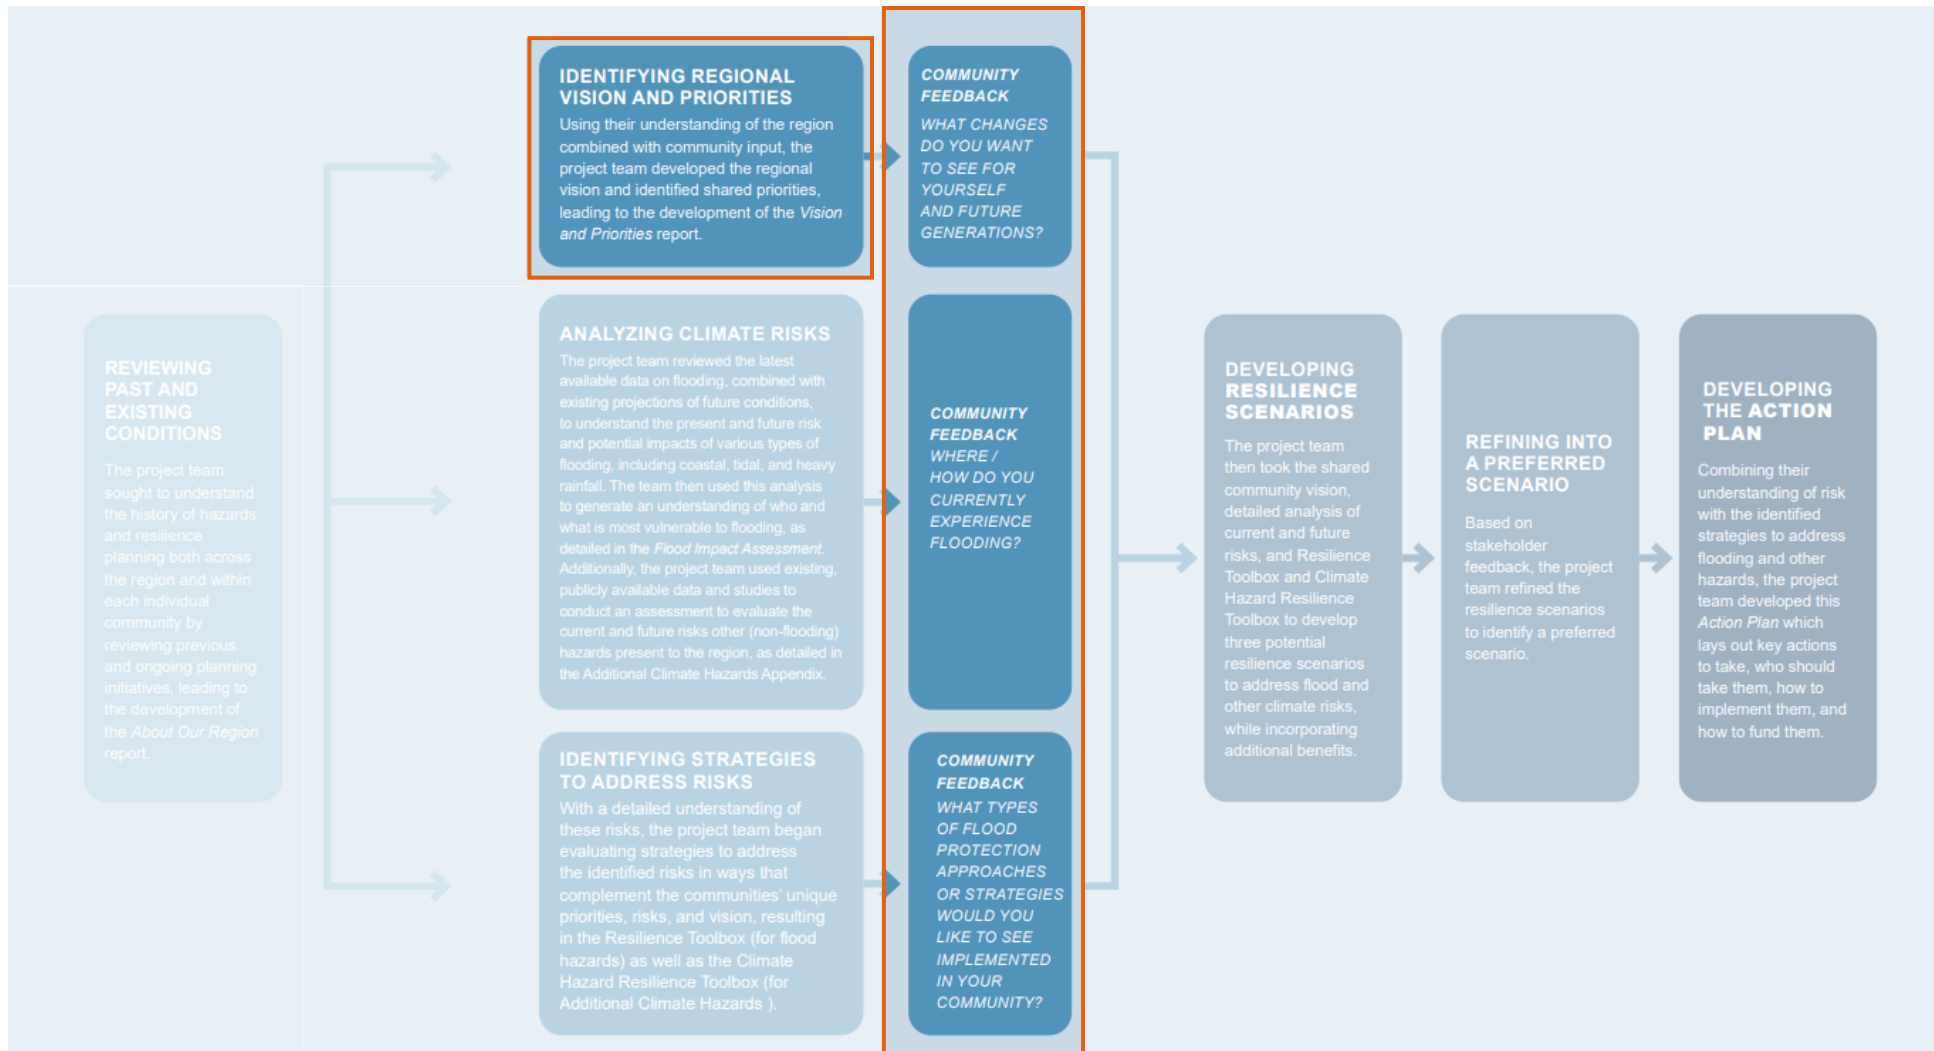 IDENTIFYING REGIONAL
VISION AND PRIORITIES
Using their understanding of the region
combined with community input, the
project team developed the regional
vision and identified shared priorities,
leading to the development of the Vision
and Priorities report.
COMMUNITY
FEEDBACK
WHAT CHANGES
DO YOU WANT
TO SEE FOR
YOURSELF
AND FUTURE
GENERATIONS?
REVIEWING
PAST AND
EXISTING
CONDITIONS
The project team
sought to understand
the history of hazards
and resilience
planning both across
the region and within
each individual
community by
reviewing previous
and ongoing planning
initiatives, leading to
the development of
the About Our Region
report.
ANALYZING CLIMATE RISKS
The project team reviewed the latest
available data on flooding, combined with
existing projections of future conditions,
to understand the present and future risk
and potential impacts of various types of
flooding, including coastal, tidal, and heavy
rainfall. The team then used this analysis
to generate an understanding of who and
what is most vulnerable to flooding, as
detailed in the Flood Impact Assessment.
Additionally, the project team used existing,
publicly available data and studies to
conduct an assessment to evaluate the
current and future risks other (non-flooding)
hazards present to the region, as detailed in
the Additional Climate Hazards Appendix.
COMMUNITY
FEEDBACK
WHERE /
HOW DO YOU
CURRENTLY
EXPERIENCE
FLOODING?
IDENTIFYING STRATEGIES
TO ADDRESS RISKS
With a detailed understanding of
these risks, the project team began
evaluating strategies to address
the identified risks in ways that
complement the communities' unique
priorities, risks, and vision, resulting
in the Resilience Toolbox (for flood
hazards) as well as the Climate
Hazard Resilience Toolbox (for
Additional Climate Hazards ).
COMMUNITY
FEEDBACK
WHAT TYPES
OF FLOOD
PROTECTION
APPROACHES
OR STRATEGIES
WOULD YOU
LIKE TO SEE
IMPLEMENTED
IN YOUR
COMMUNITY?
DEVELOPING
RESILIENCE
SCENARIOS
The project team
then took the shared
community vision,
detailed analysis of
current and future
risks, and Resilience
Toolbox and Climate
Hazard Resilience
Toolbox to develop
three potential
resilience scenarios
to address flood and
other climate risks,
while incorporating
additional benefits.
REFINING INTO
A PREFERRED
SCENARIO
Based on
stakeholder
feedback, the project
team refined the
resilience scenarios
to identify a preferred
scenario.
DEVELOPING
THE ACTION
PLAN
Combining their
understanding of risk
with the identified
strategies to address
flooding and other
hazards, the project
team developed this
Action Plan which
lays out key actions
to take, who should
take them, how to
implement them, and
how to fund them.